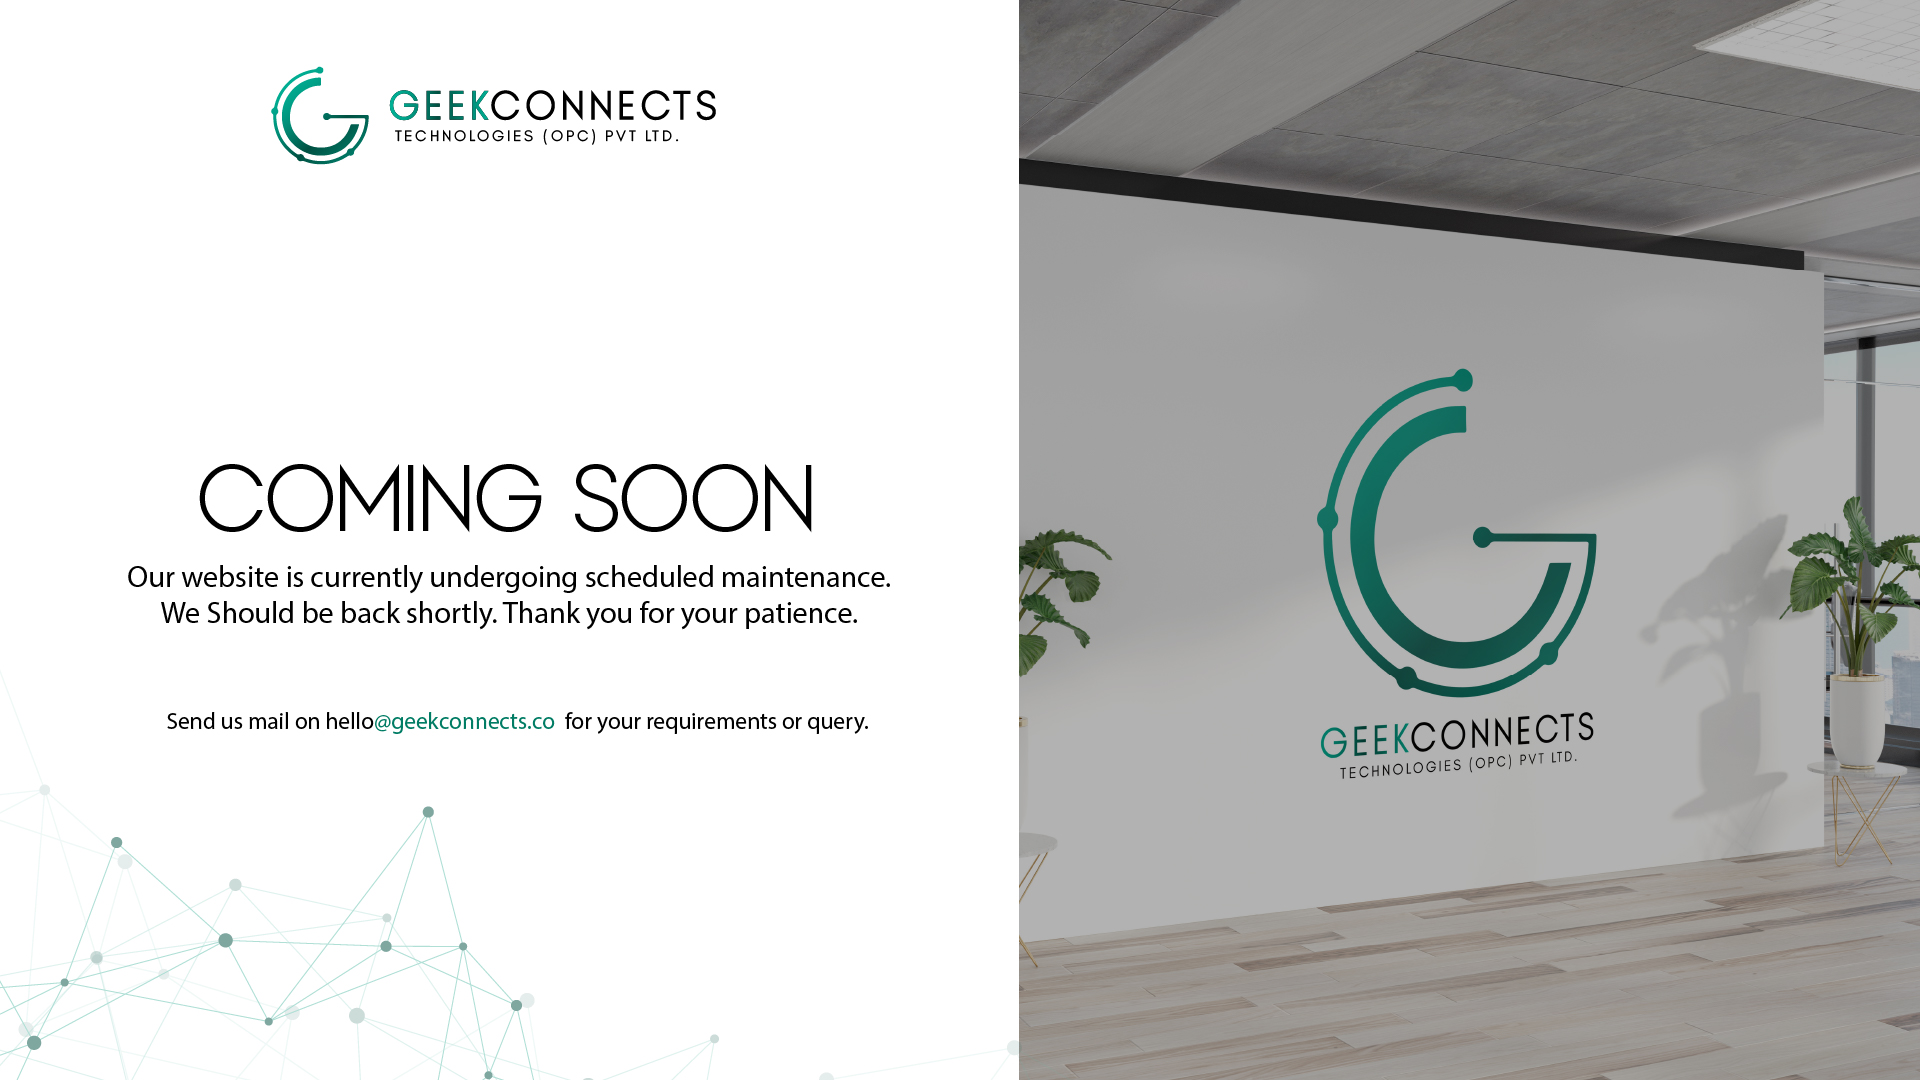 GEEKCONNECTS
TECHNOLOGIES (OPC) PVT LTD.
COMING SOON
Our website is currently undergoing scheduled maintenance.
We Should be back shortly. Thank you for your patience.
Send us mail on hello@geekconnects.co for your requirements or query.
GEEKCONNECTS
TECHNOLOGIES (OPC) PVT LTD.